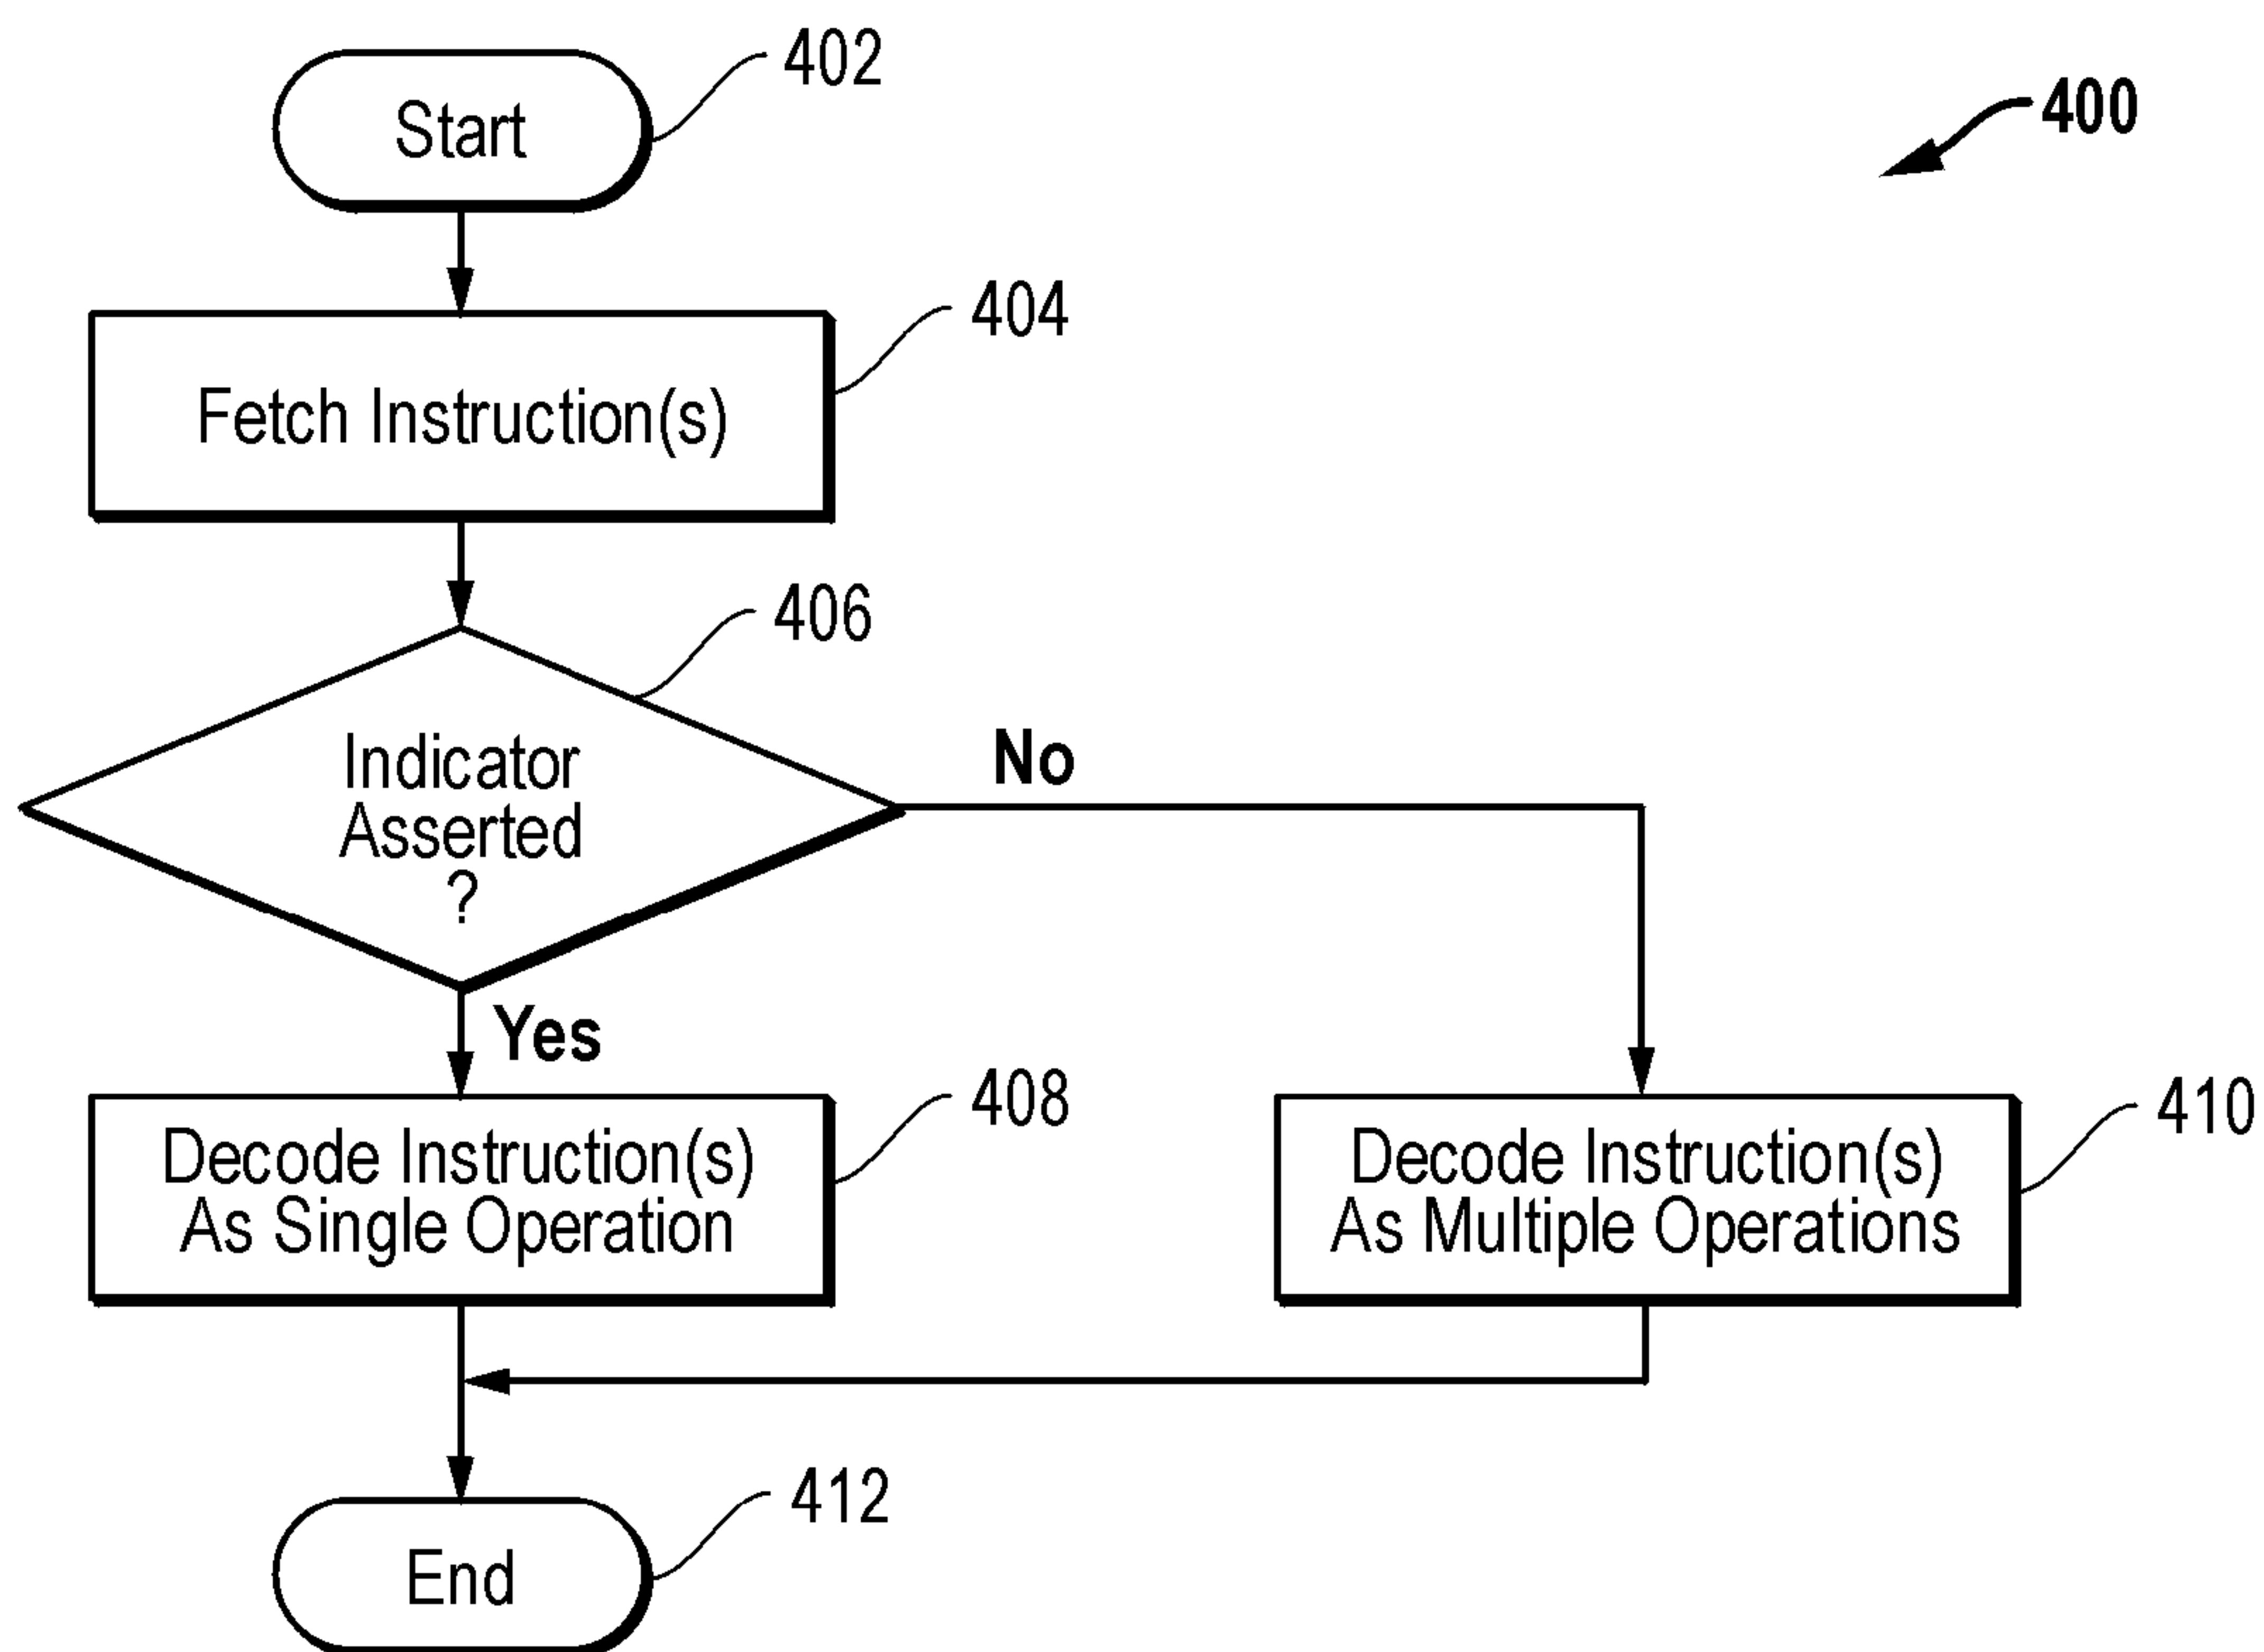 402
Start
400
404
Fetch Instruction(s)
406
Indicator
Asserted
?
No
Yes
408
Decode Instruction(s)
As Single Operation
410
Decode Instruction(s)
As Multiple Operations
412
End